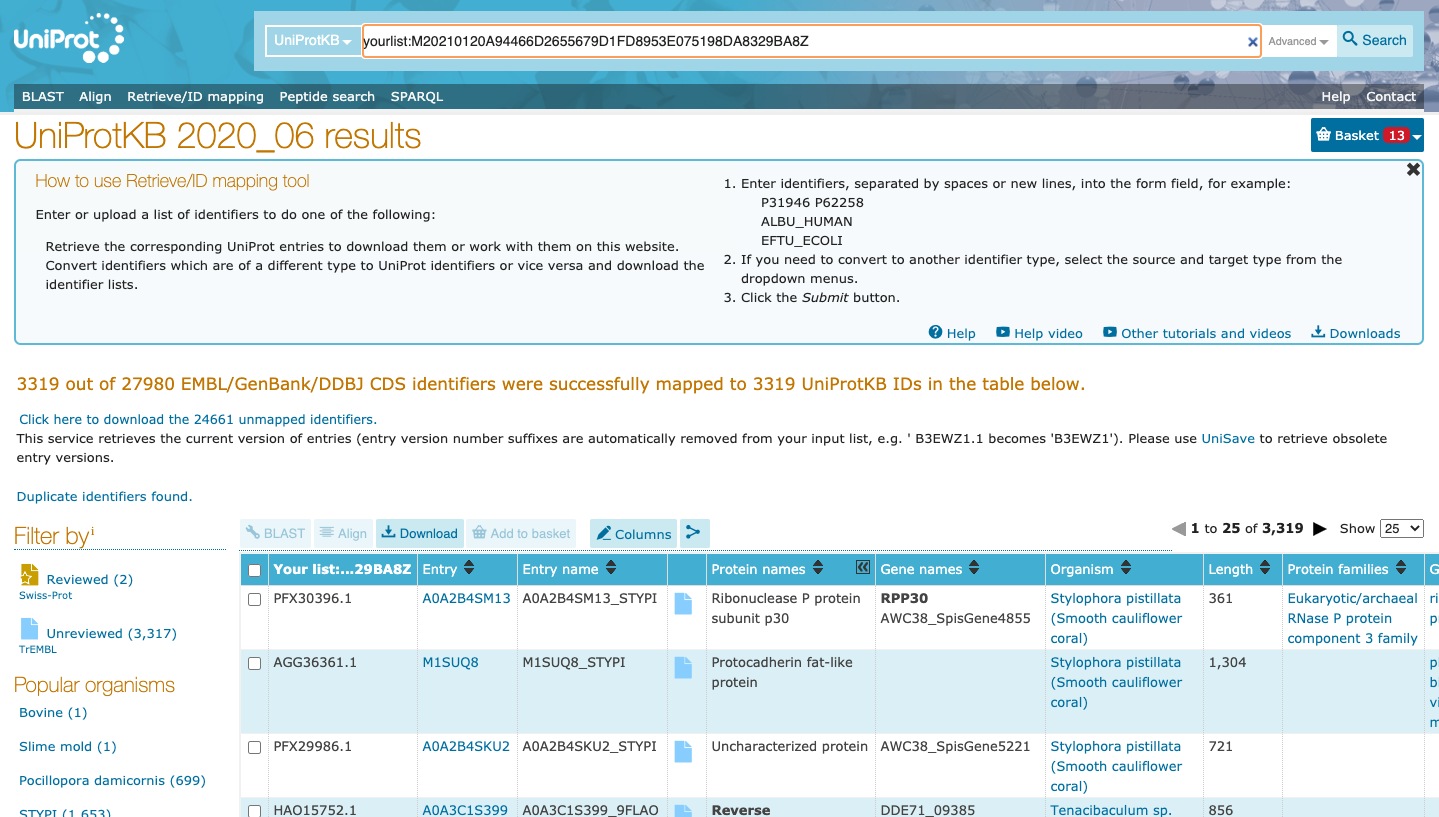 UniProt
UniProtKB
yourlist:M20210120A94466D2655679D1FD8953E075198DA8329BA8Z
Advanced
Search
BLAST Align Retrieve/ID mapping Peptide search SPARQL Help Contact
UniProtKB 2020_06 results
Basket 13
How to use Retrieve/ID mapping tool
Enter or upload a list of identifiers to do one of the following:
Retrieve the corresponding UniProt entries to download them or work with them on this website.
Convert identifiers which are of a different type to UniProt identifiers or vice versa and download the
identifier lists.
1. Enter identifiers, separated by spaces or new lines, into the form field, for example:
P31946 P62258
ALBU_HUMAN
EFTU_ECOLI
2. If you need to convert to another identifier type, select the source and target type from the
dropdown menus.
3. Click the Submit button.
Help Help video Other tutorials and videos Downloads
3319 out of 27980 EMBL/GenBank/DDBJ CDS identifiers were successfully mapped to 3319 UniProtKB IDs in the table below.
Click here to download the 24661 unmapped identifiers.
This service retrieves the current version of entries (entry version number suffixes are automatically removed from your input list, e.g. ' B3EWZ1.1 becomes 'B3EWZ1'). Please use UniSave to retrieve obsolete
entry versions.
Duplicate identifiers found.
Filter by i
Reviewed (2)
Swiss-Prot
Unreviewed (3,317)
TrEMBL
Popular organisms
Bovine (1)
Slime mold (1)
Pocillopora damicornis (699)
STYPI (1,653)
BLAST Align Download Add to basket Columns
1 to 25 of 3,319 Show 25
Your list:...29BA8Z Entry Entry name Protein names Gene names Organism Length Protein families G
PFX30396.1 A0A2B4SM13 A0A2B4SM13_STYPI Ribonuclease P protein RPP30 Stylophora pistillata 361 Eukaryotic/archaeal ri
subunit p30 AWC38_SpisGene4855 (Smooth cauliflower RNase P protein p
coral) component 3 family
AGG36361.1 M1SUQ8 M1SUQ8_STYPI Protocadherin fat-like Stylophora pistillata 1,304 p
protein (Smooth cauliflower b
coral) vi
m
PFX29986.1 A0A2B4SKU2 A0A2B4SKU2_STYPI Uncharacterized protein AWC38_SpisGene5221 Stylophora pistillata 721
(Smooth cauliflower
coral)
HAO15752.1 A0A3C1S399 A0A3C1S399_9FLAO Reverse DDE71_09385 Tenacibaculum sp. 856